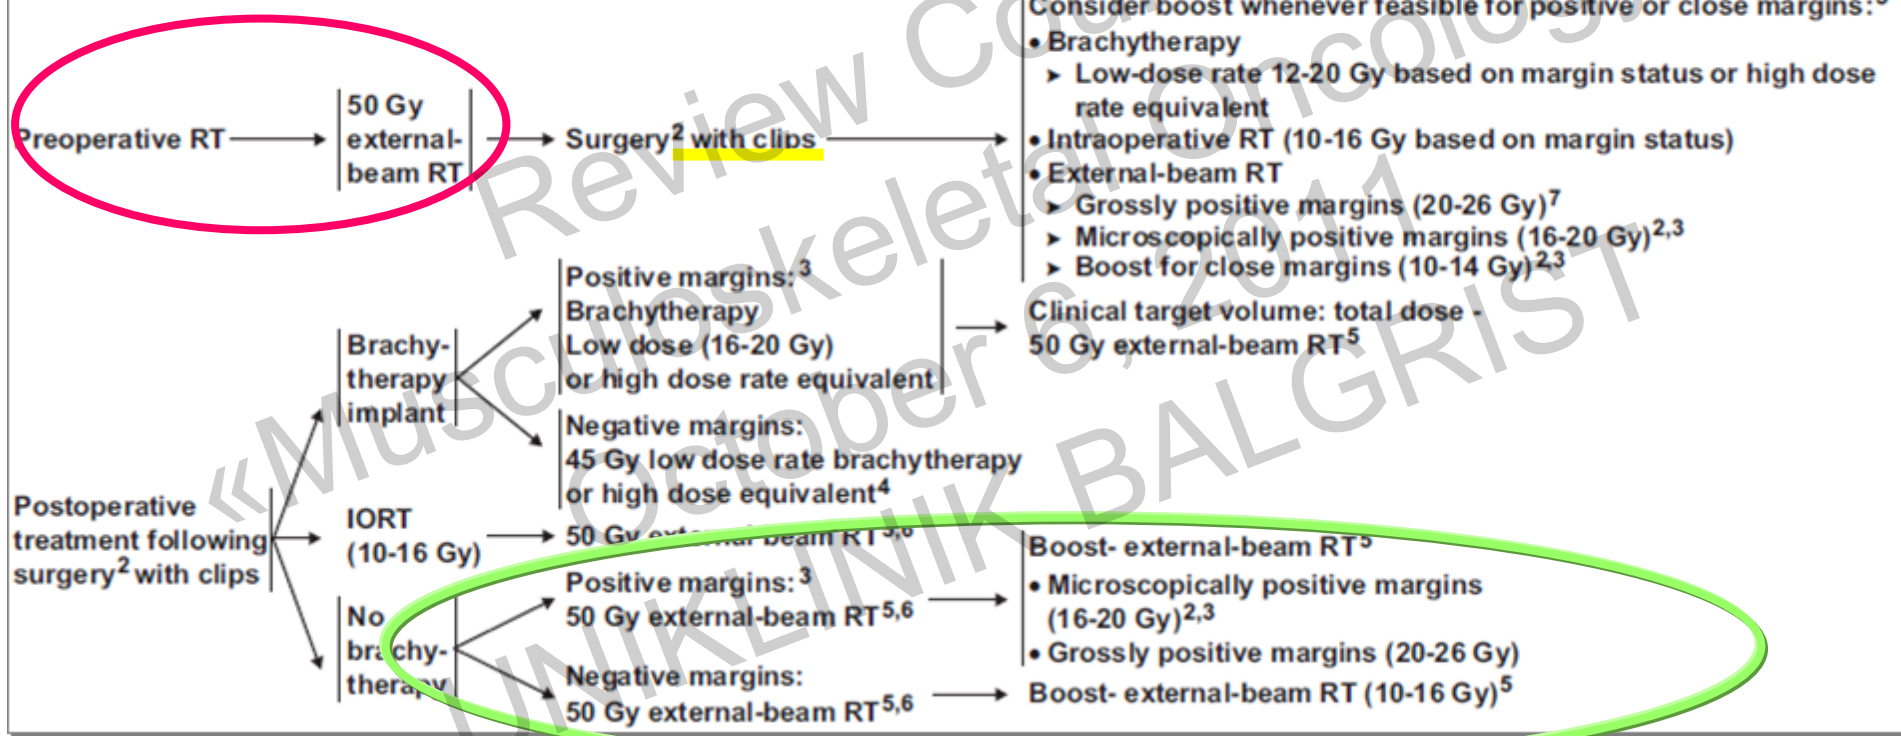 Consider boost whenever feasible for positive or close margins:
• Brachytherapy
➤ Low-dose rate 12-20 Gy based on margin status or high dose
rate equivalent
• Intraoperative RT (10-16 Gy based on margin status)
• External-beam RT
➤ Grossly positive margins (20-26 Gy)7
➤ Microscopically positive margins (16-20 Gy)2,3
➤ Boost for close margins (10-14 Gy)2,3
Preoperative RT
50 Gy
external-
beam RT
Surgery2 with clips
Positive margins:3
Brachytherapy
Low dose (16-20 Gy)
or high dose rate equivalent
Clinical target volume: total dose -
50 Gy external-beam RT5
Brachy-
therapy
implant
Negative margins:
45 Gy low dose rate brachytherapy
or high dose equivalent4
Postoperative
treatment following
surgery2 with clips
IORT
(10-16 Gy)
50 Gy external-beam RT5,6
No
brachy-
therapy
Positive margins:3
50 Gy external-beam RT5,6
Boost- external-beam RT5
• Microscopically positive margins
(16-20 Gy)2,3
• Grossly positive margins (20-26 Gy)
Negative margins:
50 Gy external-beam RT5,6
Boost- external-beam RT (10-16 Gy)5
Review
«Musculoskeletal Oncology
October 6, 2011
UNIKLINIK BALGRIST